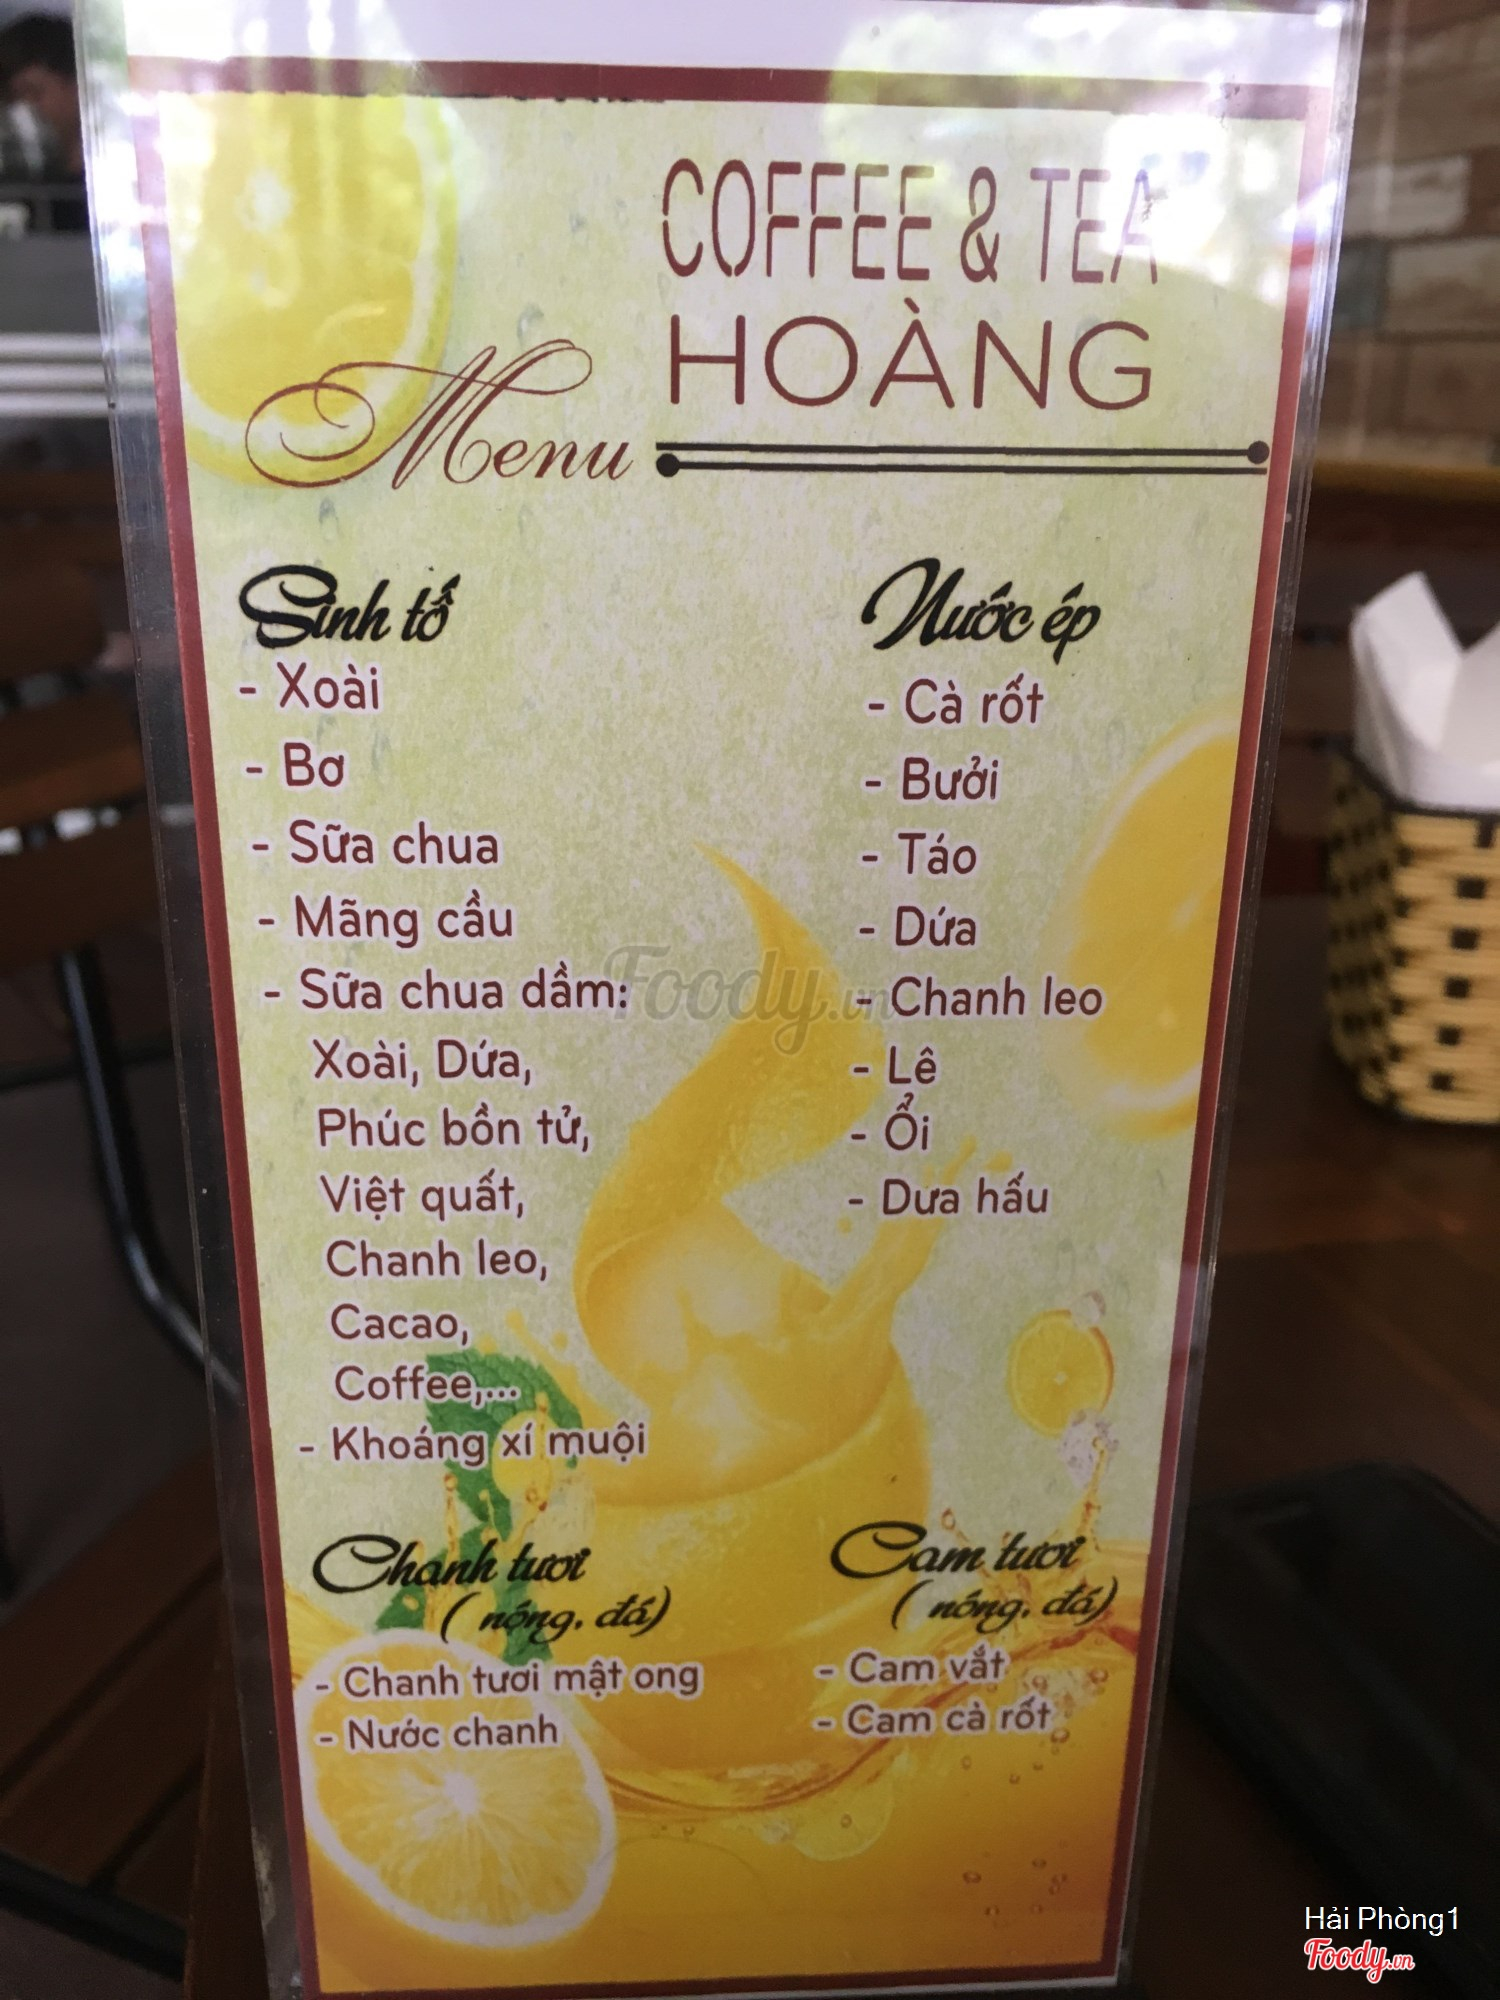 COFFEE & TEA
HOÀNG
Menu
Sinh tố
- Xoài
- Bơ
- Sữa chua
- Mãng cầu
- Sữa chua dầm:
Xoài, Dứa,
Phúc bồn tử,
Việt quất,
Chanh leo,
Cacao,
Coffee,...
- Khoáng xí muội
Nước ép
- Cà rốt
- Bưởi
- Táo
- Dứa
- Chanh leo
- Lê
- Ổi
- Dưa hấu
Chanh tươi
( nóng, đá)
- Chanh tươi mật ong
- Nước chanh
Cam tươi
( nóng, đá)
- Cam vắt
- Cam cà rốt
Foody.vn
Hải Phòng1
Foody.vn